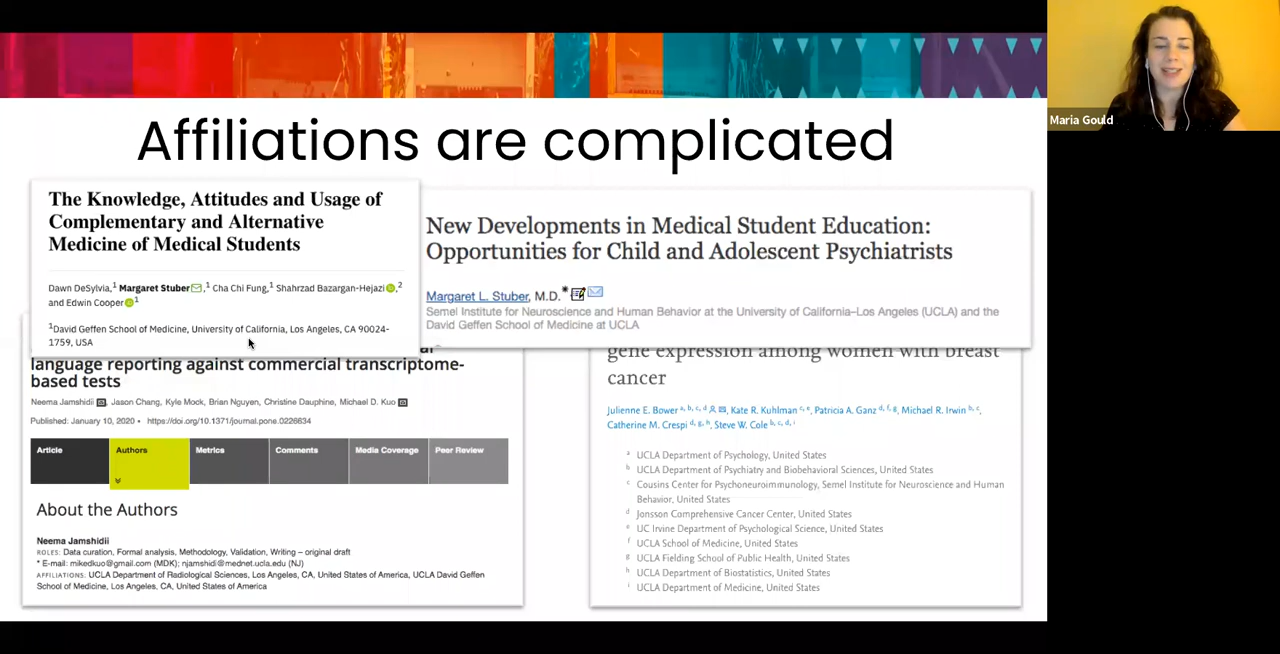 Affiliations are complicated
Maria Gould
The Knowledge, Attitudes and Usage of
Complementary and Alternative
Medicine of Medical Students
Dawn DeSylvia,1 Margaret Stuber,1 Cha Chi Fung,1 Shahrzad Bazargan-Hejazi,2
and Edwin Cooper1
1David Geffen School of Medicine, University of California, Los Angeles, CA 90024-
1759, USA
New Developments in Medical Student Education:
Opportunities for Child and Adolescent Psychiatrists
Margaret L. Stuber, M.D.*
Semel Institute for Neuroscience and Human Behavior at the University of California–Los Angeles (UCLA) and the
David Geffen School of Medicine at UCLA
language reporting against commercial transcriptome-
based tests
Neema Jamshidii, Jason Chang, Kyle Mock, Brian Nguyen, Christine Dauphine, Michael D. Kuo
Published: January 10, 2020 • https://doi.org/10.1371/journal.pone.0226634
Article Authors Metrics Comments Media Coverage Peer Review
About the Authors
Neema Jamshidii
ROLES: Data curation, Formal analysis, Methodology, Validation, Writing – original draft
* E-mail: mikedkuo@gmail.com (MDK); njamshidi@mednet.ucla.edu (NJ)
AFFILIATIONS: UCLA Department of Radiological Sciences, Los Angeles, CA, United States of America, UCLA David Geffen
School of Medicine, Los Angeles, CA, United States of America
gene expression among women with breast
cancer
Julienne E. Bower a, b, c, d, Kate R. Kuhlman c, e, Patricia A. Ganz d, f, g, Michael R. Irwin b, c,
Catherine M. Crespi d, g, h, Steve W. Cole b, c, d, i
a UCLA Department of Psychology, United States
b UCLA Department of Psychiatry and Biobehavioral Sciences, United States
c Cousins Center for Psychoneuroimmunology, Semel Institute for Neuroscience and Human
Behavior, United States
d Jonsson Comprehensive Cancer Center, United States
e UC Irvine Department of Psychological Science, United States
f UCLA School of Medicine, United States
g UCLA Fielding School of Public Health, United States
h UCLA Department of Biostatistics, United States
i UCLA Department of Medicine, United States